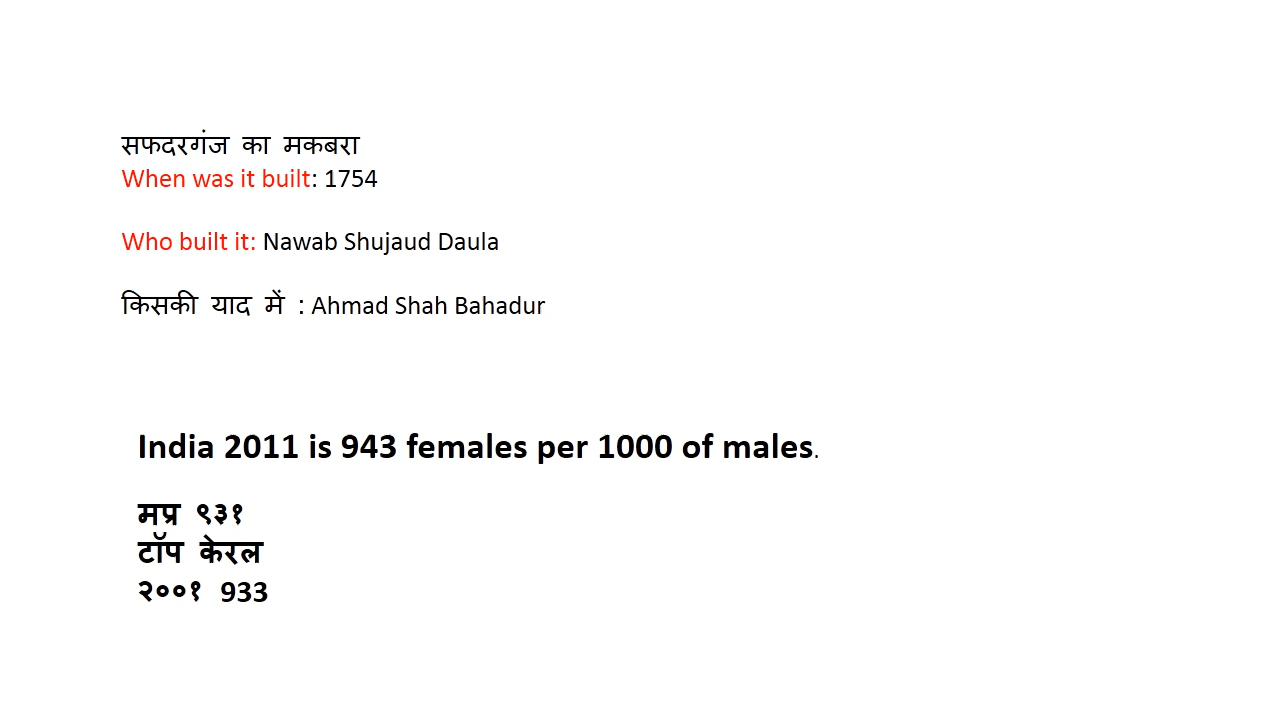 सफदरगंज का मकबरा
When was it built: 1754
Who built it: Nawab Shujaud Daula
किसकी याद में : Ahmad Shah Bahadur
India 2011 is 943 females per 1000 of males.
मप्र ९३१
टॉप केरल
२००१ 933